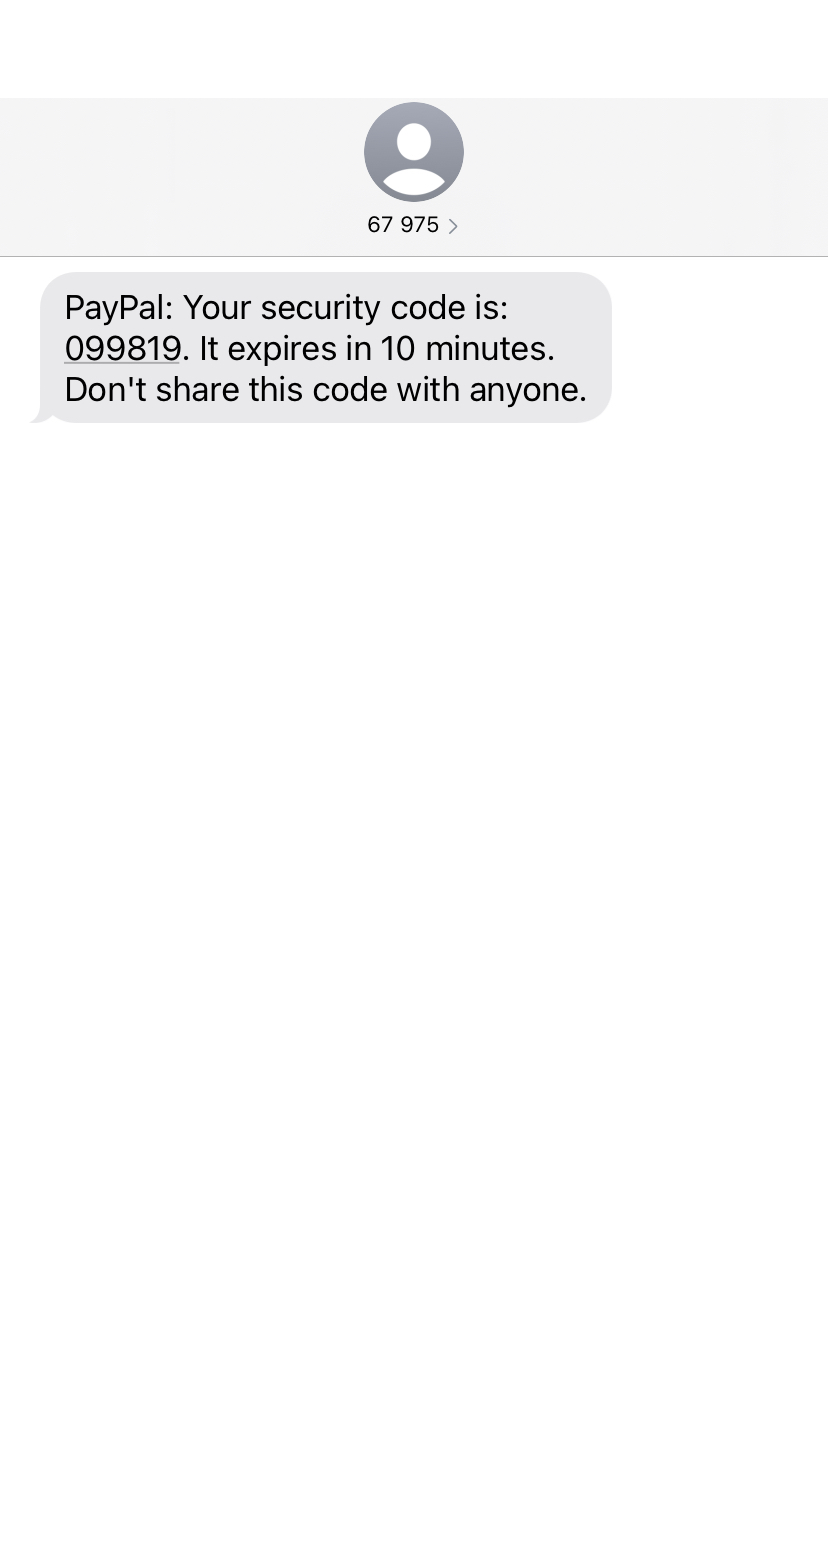 67 975
PayPal: Your security code is:
099819. It expires in 10 minutes.
Don't share this code with anyone.